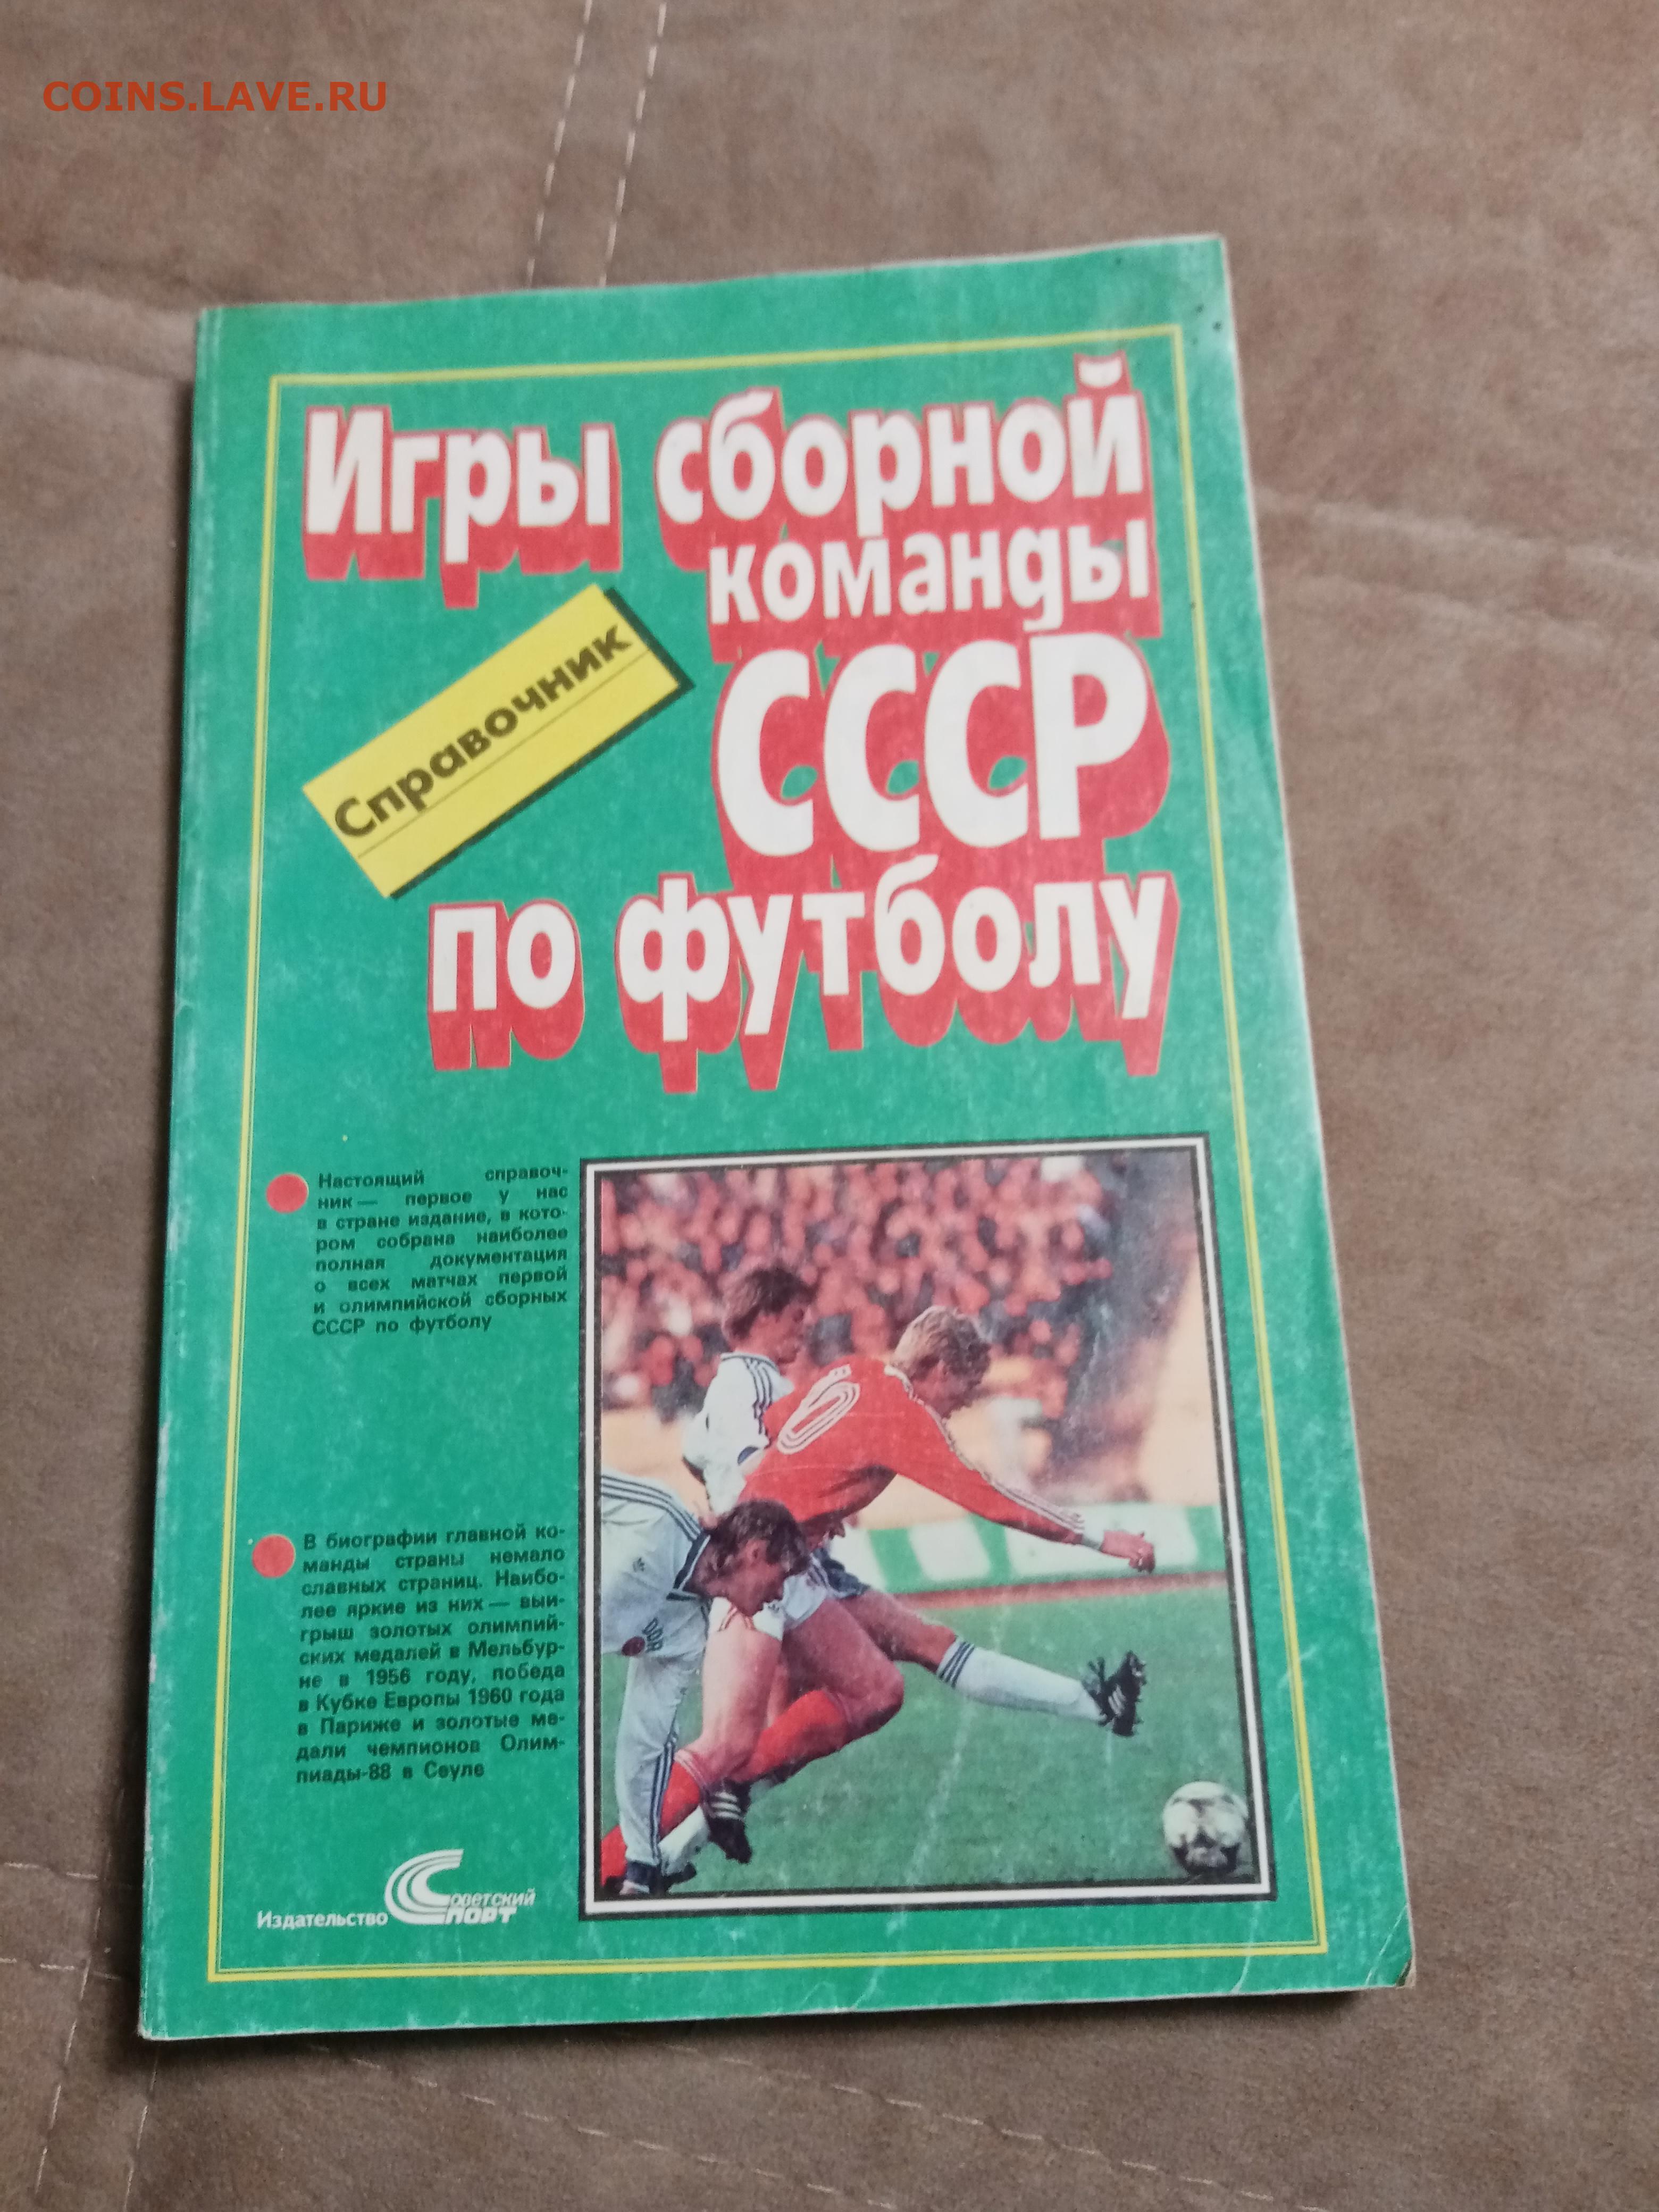 COINS.LAVE.RU
Игры сборной
команды
СССР
по футболу
Справочник
Настоящий справоч-
ник — первое у нас
в стране издание, в кото-
ром собрана наиболее
полная документация
о всех матчах первой
и олимпийской сборных
СССР по футболу
В биографии главной ко-
манды страны немало
славных страниц. Наибо-
лее яркие из них — выи-
грыш золотых олимпий-
ских медалей в Мельбур-
не в 1956 году, победа
в Кубке Европы 1960 года
в Париже и золотые ме-
дали чемпионов Олим-
пиады-88 в Сеуле
DDR
Издательство Советский
Спорт